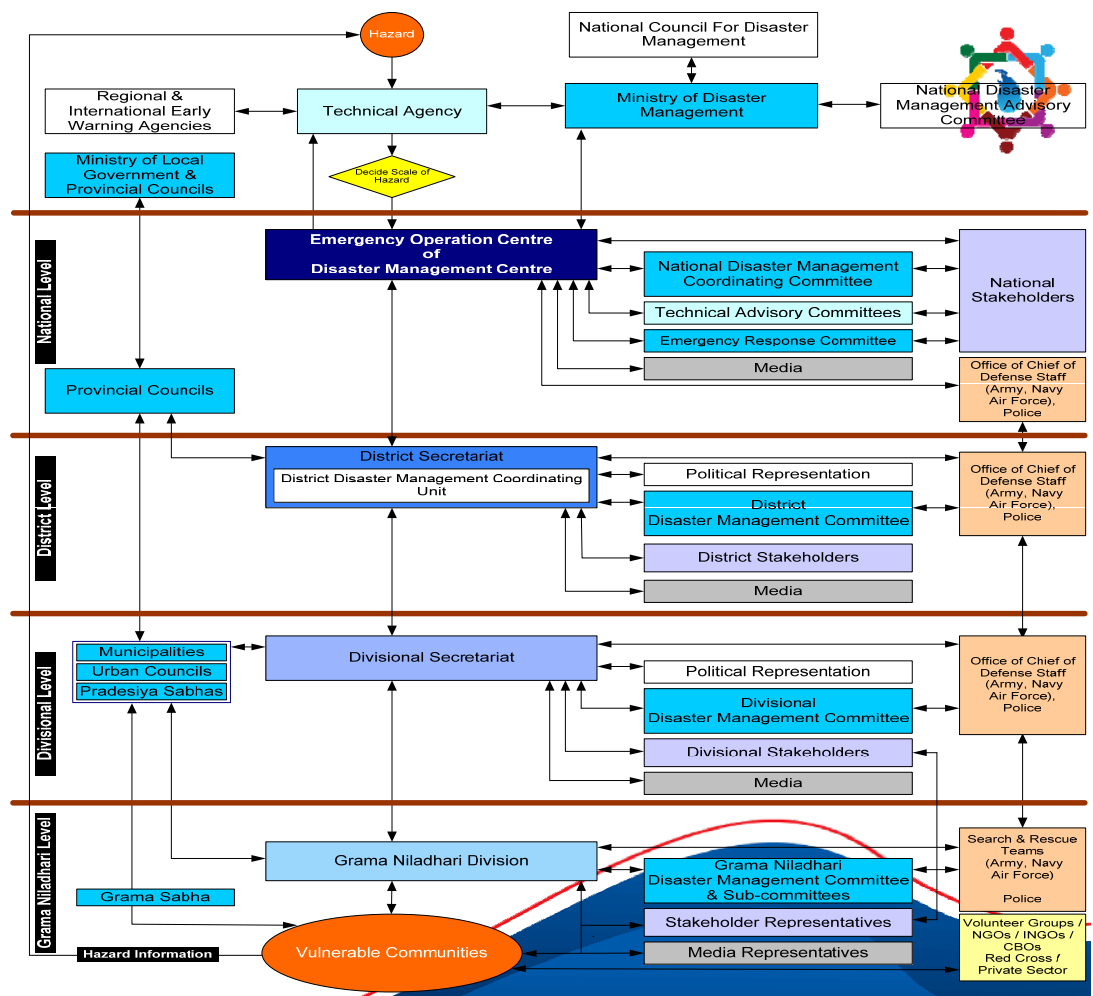 Hazard
National Council For Disaster
Management
Regional &
International Early
Warning Agencies
Technical Agency
Ministry of Disaster
Management
National Disaster
Management Advisory
Committee
Ministry of Local
Government &
Provincial Councils
Decide Scale of
Hazard
National Level
Emergency Operation Centre
of
Disaster Management Centre
National Disaster Management
Coordinating Committee
Technical Advisory Committees
Emergency Response Committee
Media
National
Stakeholders
Provincial Councils
Office of Chief of
Defense Staff
(Army, Navy
Air Force),
Police
District Level
District Secretariat
District Disaster Management Coordinating
Unit
Political Representation
District
Disaster Management Committee
District Stakeholders
Media
Office of Chief of
Defense Staff
(Army, Navy
Air Force),
Police
Divisional Level
Municipalities
Urban Councils
Pradesiya Sabhas
Divisional Secretariat
Political Representation
Divisional
Disaster Management Committee
Divisional Stakeholders
Media
Office of Chief of
Defense Staff
(Army, Navy
Air Force),
Police
Grama Niladhari Level
Grama Niladhari Division
Grama Sabha
Grama Niladhari
Disaster Management Committee
& Sub-committees
Stakeholder Representatives
Media Representatives
Search & Rescue
Teams
(Army, Navy
Air Force)
Police
Hazard Information
Vulnerable Communities
Volunteer Groups /
NGOs / INGOs /
CBOs
Red Cross /
Private Sector